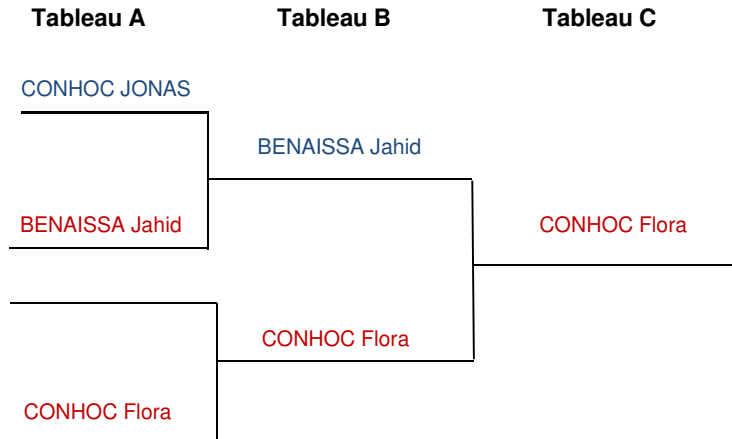 Tableau A Tableau B Tableau C
CONHOC JONAS
BENAISSA Jahid
BENAISSA Jahid
CONHOC Flora
CONHOC Flora
CONHOC Flora